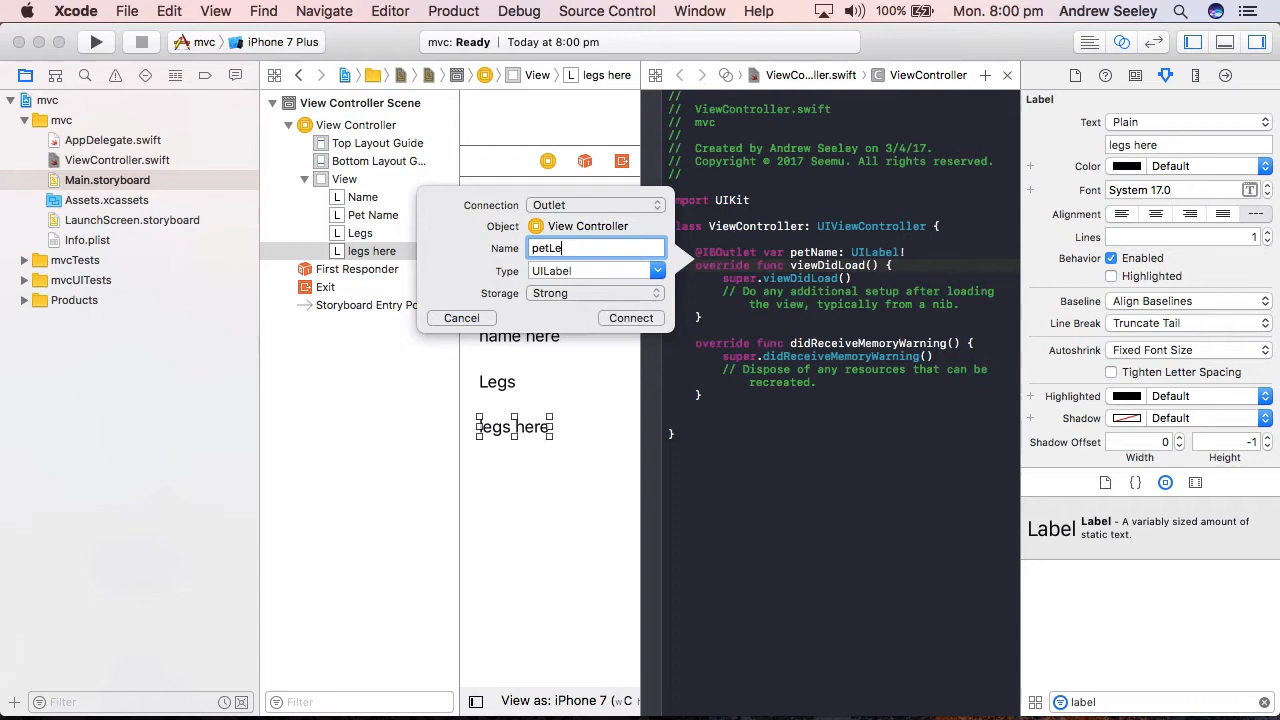 Xcode File Edit View Find Navigate Editor Product Debug Source Control Window Help 100% Mon. 8:00 pm Andrew Seeley
mvc iPhone 7 Plus mvc: Ready Today at 8:00 pm
View legs here ViewCo...ller.swift ViewController
mvc
mvc
AppDelegate.swift
ViewController.swift
Main.storyboard
Assets.xcassets
LaunchScreen.storyboard
Info.plist
mvcTests
mvcUITests
Products
Filter
View Controller Scene
View Controller
Top Layout Guide
Bottom Layout G...
View
Name
Pet Name
Legs
legs here
First Responder
Exit
Storyboard Entry Po
Filter
Connection Outlet
Object View Controller
Name petLe
Type UILabel
Storage Strong
Cancel Connect
name here
Legs
legs here
View as: iPhone 7 (wC
//
// ViewController.swift
// mvc
//
// Created by Andrew Seeley on 3/4/17.
// Copyright © 2017 Seemu. All rights reserved.
//
mport UIKit
lass ViewController: UIViewController {
@IBOutlet var petName: UILabel!
override func viewDidLoad() {
super.viewDidLoad()
// Do any additional setup after loading
the view, typically from a nib.
}
override func didReceiveMemoryWarning() {
super.didReceiveMemoryWarning()
// Dispose of any resources that can be
recreated.
}
}
Label
Text Plain
legs here
Color Default
Font System 17.0
Alignment
Lines 1
Behavior Enabled
Highlighted
Baseline Align Baselines
Line Break Truncate Tail
Autoshrink Fixed Font Size
Tighten Letter Spacing
Highlighted Default
Shadow Default
Shadow Offset 0 -1
Width Height
Label Label - A variably sized amount of
static text.
label